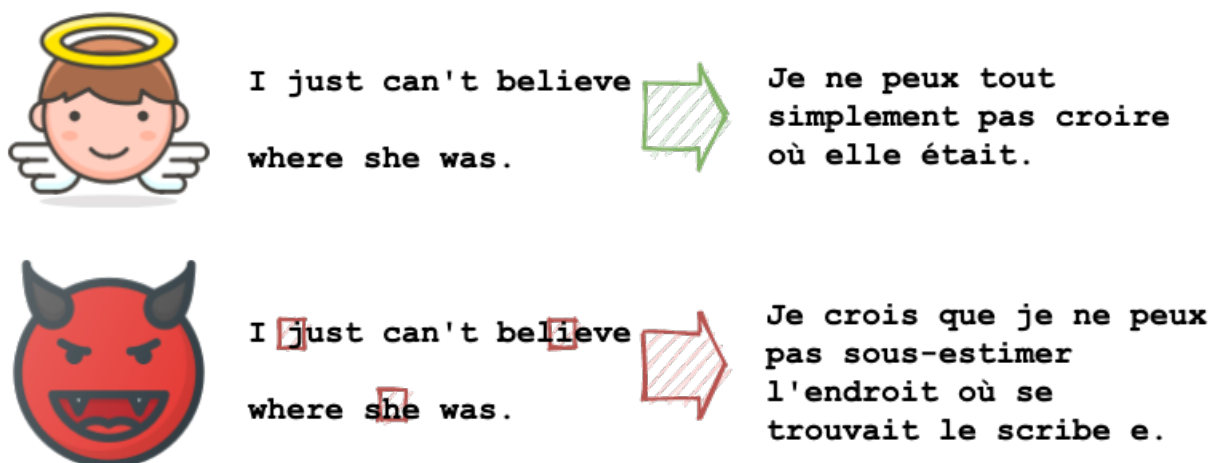 I just can't believe
where she was.
Je ne peux tout
simplement pas croire
où elle était.
I just can't believe
where she was.
Je crois que je ne peux
pas sous-estimer
l'endroit où se
trouvait le scribe e.